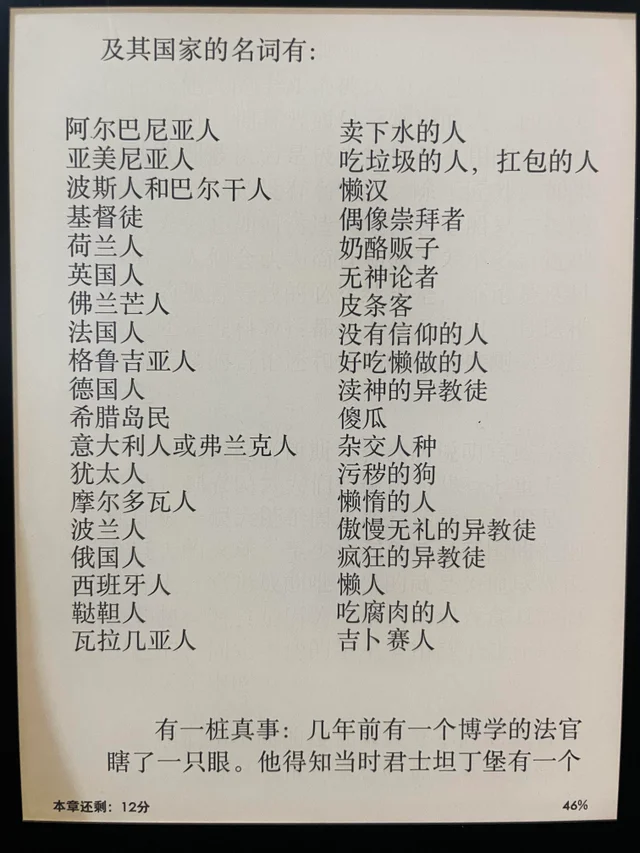 及其国家的名词有：
阿尔巴尼亚人 卖下水的人
亚美尼亚人 吃垃圾的人，扛包的人
波斯人和巴尔干人 懒汉
基督徒 偶像崇拜者
荷兰人 奶酪贩子
英国人 无神论者
佛兰芒人 皮条客
法国人 没有信仰的人
格鲁吉亚人 好吃懒做的人
德国人 渎神的异教徒
希腊岛民 傻瓜
意大利人或弗兰克人 杂交人种
犹太人 污秽的狗
摩尔多瓦人 懒惰的人
波兰人 傲慢无礼的异教徒
俄国人 疯狂的异教徒
西班牙人 懒人
鞑靼人 吃腐肉的人
瓦拉几亚人 吉卜赛人
有一桩真事：几年前有一个博学的法官
瞎了一只眼。他得知当时君士坦丁堡有一个
本章还剩：12分 46%